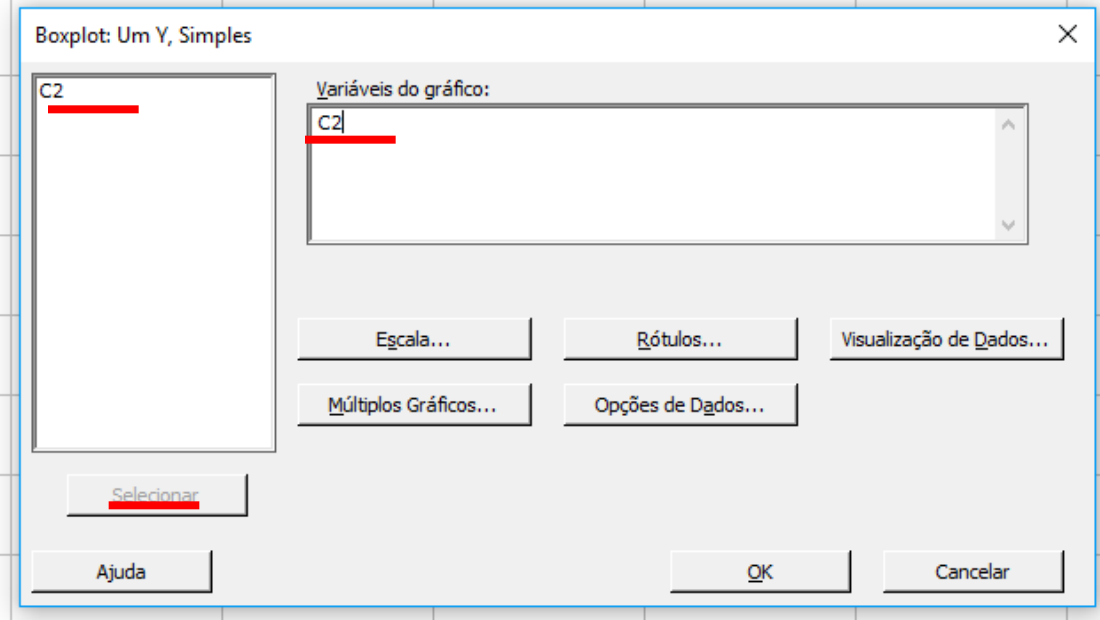 Boxplot: Um Y, Simples
C2
Variáveis do gráfico:
C2
Escala...
Rótulos...
Visualização de Dados...
Múltiplos Gráficos...
Opções de Dados...
Selecionar
Ajuda
OK
Cancelar